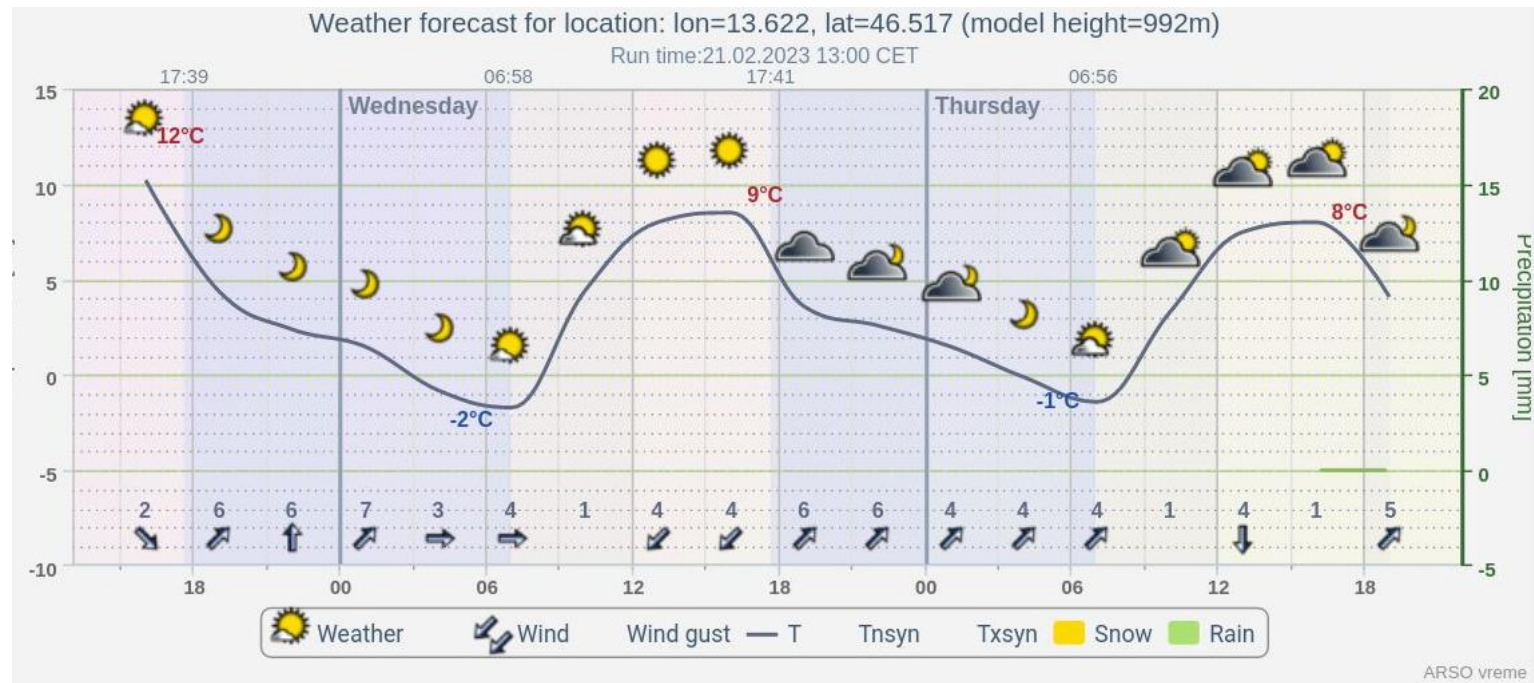 Weather forecast for location: lon=13.622, lat=46.517 (model height=992m)
Run time:21.02.2023 13:00 CET
17:39 06:58 17:41 06:56
15 20
Wednesday Thursday
12°C
10 15
9°C 8°C
5 10
0 5
-2°C -1°C
-5 0
2 6 6 7 3 4 1 4 4 6 6 4 4 4 1 4 1 5
-10 -5
18 00 06 12 18 00 06 12 18
Precipitation [mm]
Weather Wind Wind gust T Tnsyn Txsyn Snow Rain
ARSO vreme